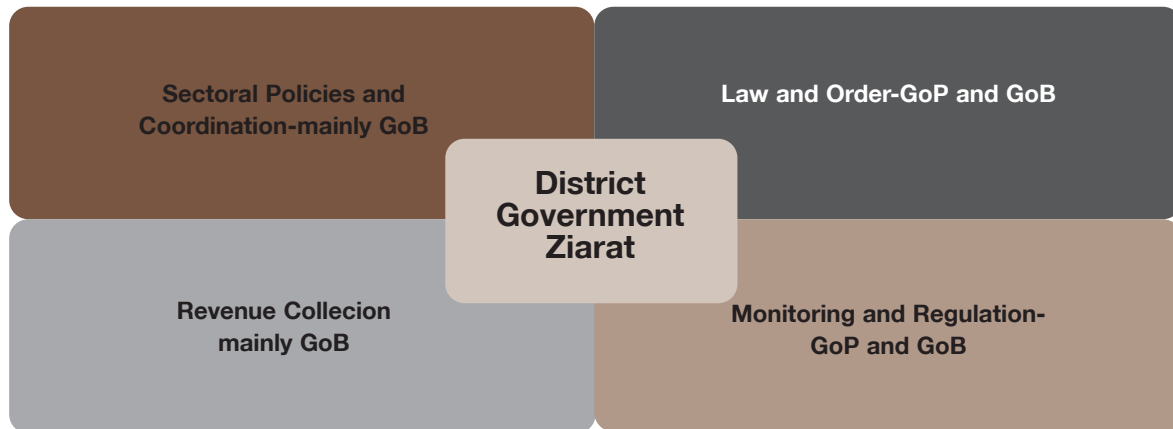 Sectoral Policies and
Coordination-mainly GoB
Law and Order-GoP and GoB
District
Government
Ziarat
Revenue Collecion
mainly GoB
Monitoring and Regulation-
GoP and GoB